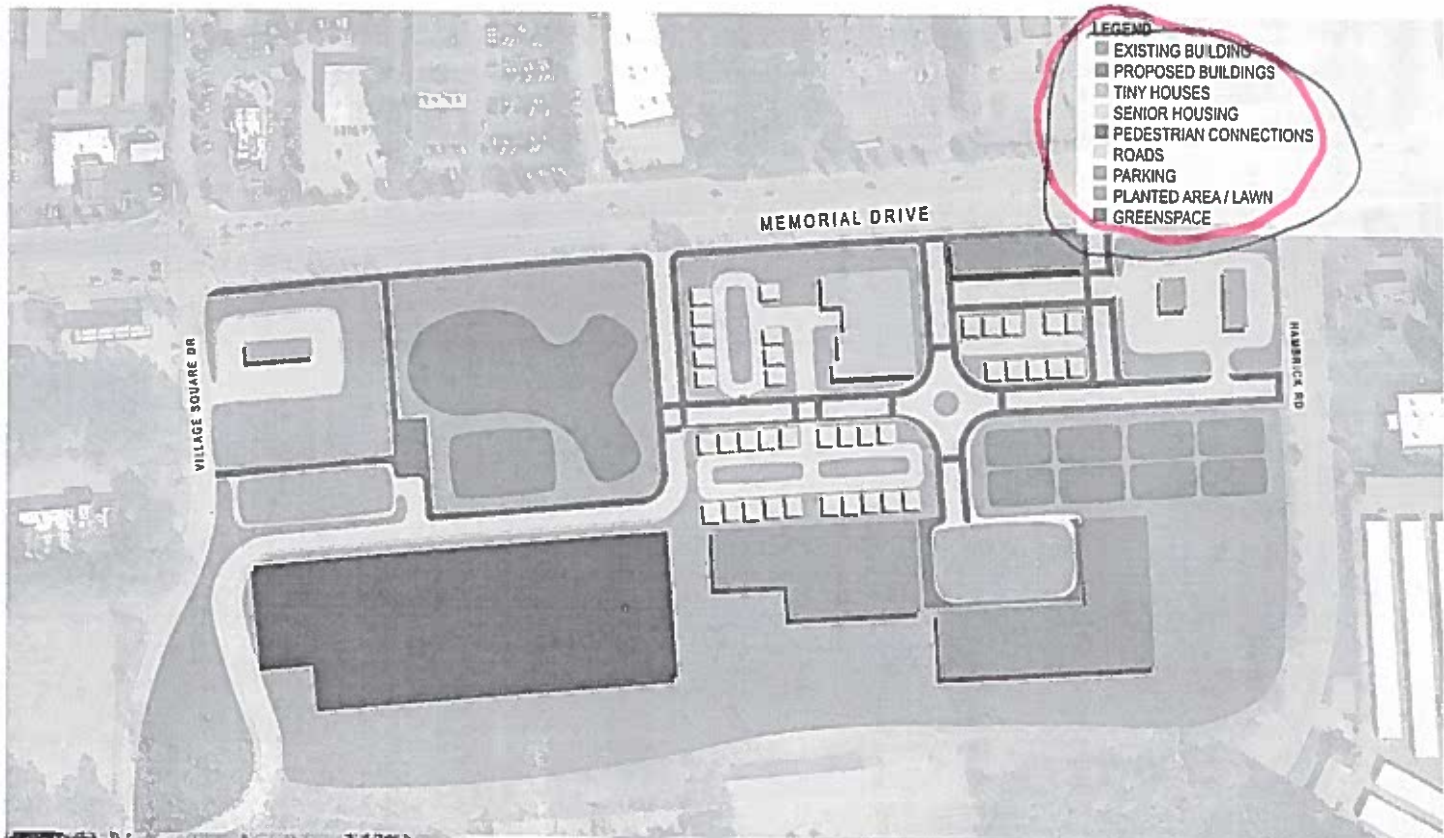 LEGEND
EXISTING BUILDING
PROPOSED BUILDINGS
TINY HOUSES
SENIOR HOUSING
PEDESTRIAN CONNECTIONS
ROADS
PARKING
PLANTED AREA / LAWN
GREENSPACE
MEMORIAL DRIVE
VILLAGE SQUARE DR
HAMBRICK RD